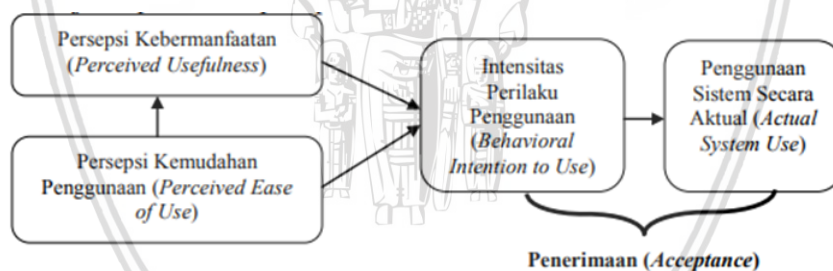 Persepsi Kebermanfaatan
(Perceived Usefulness)
Persepsi Kemudahan
Penggunaan (Perceived Ease
of Use)
Intensitas
Perilaku
Penggunaan
(Behavioral
Intention to Use)
Penggunaan
Sistem Secara
Aktual (Actual
System Use)
Penerimaan (Acceptance)